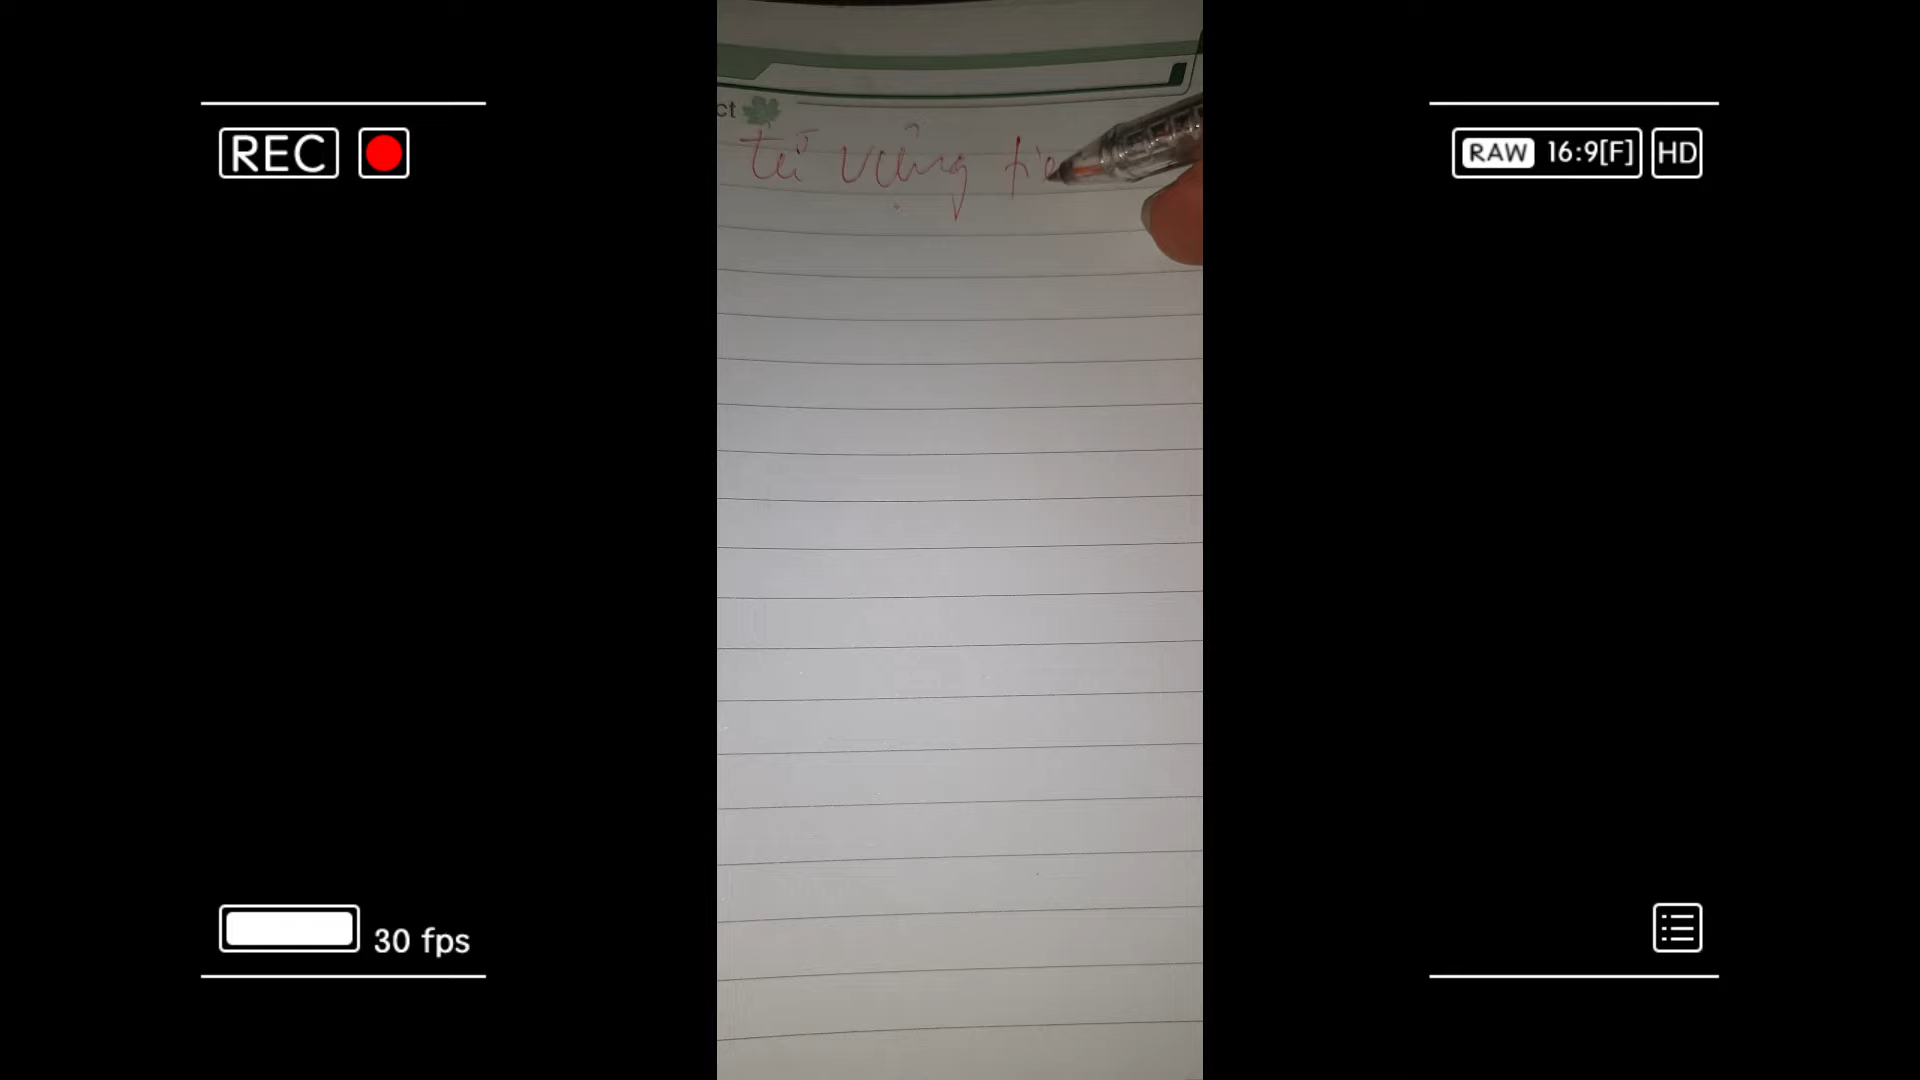 REC
RAW 16:9[F] HD
ct
từ vựng
30 fps